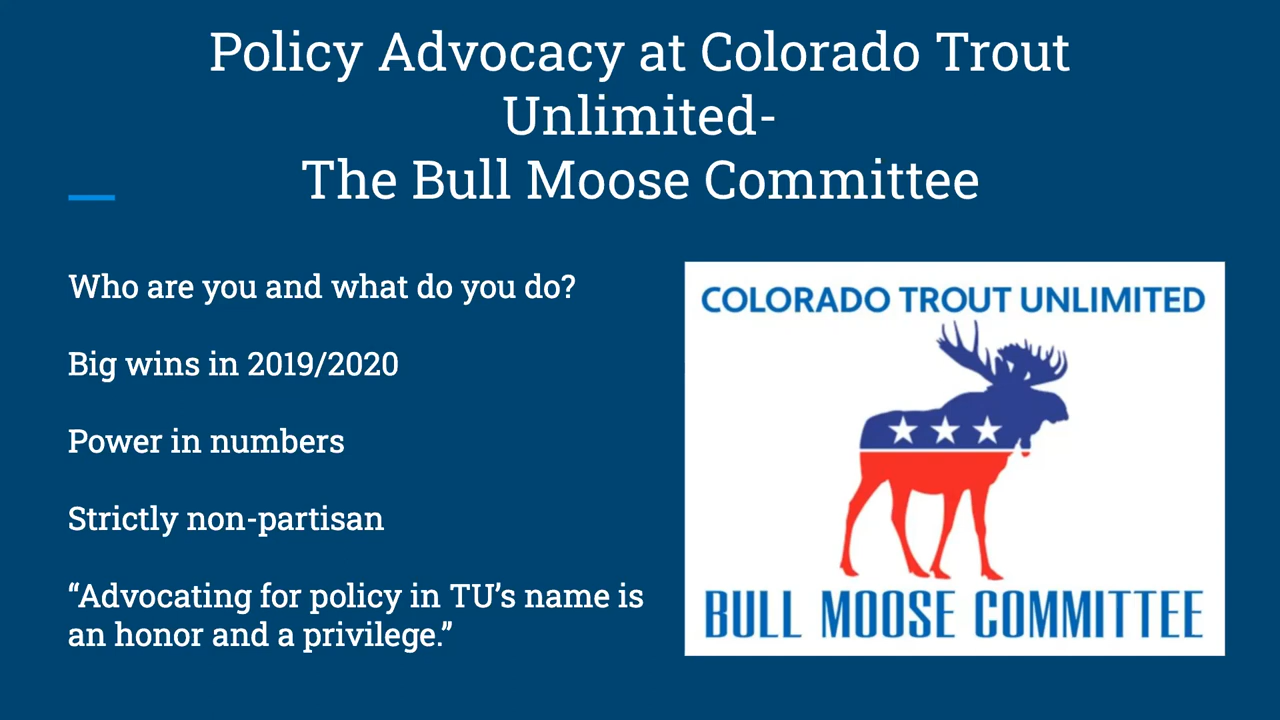 Policy Advocacy at Colorado Trout
Unlimited-
The Bull Moose Committee
Who are you and what do you do?
Big wins in 2019/2020
Power in numbers
Strictly non-partisan
“Advocating for policy in TU’s name is
an honor and a privilege.”
COLORADO TROUT UNLIMITED
BULL MOOSE COMMITTEE